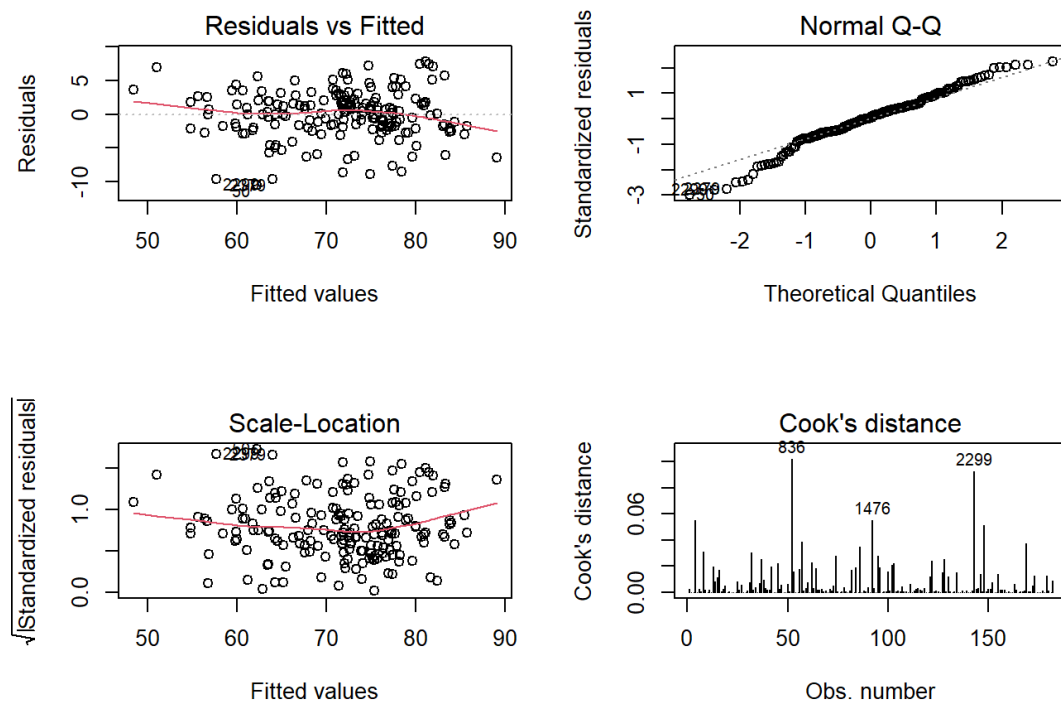 Residuals vs Fitted
Residuals
5
0
-10
50
60
70
80
90
Fitted values
Normal Q-Q
Standardized residuals
1
-1
-3
-2
-1
0
1
2
Theoretical Quantiles
Scale-Location
√|Standardized residuals|
1.0
0.0
50
60
70
80
90
Fitted values
Cook's distance
Cook's distance
0.06
0.00
836
2299
1476
0
50
100
150
Obs. number